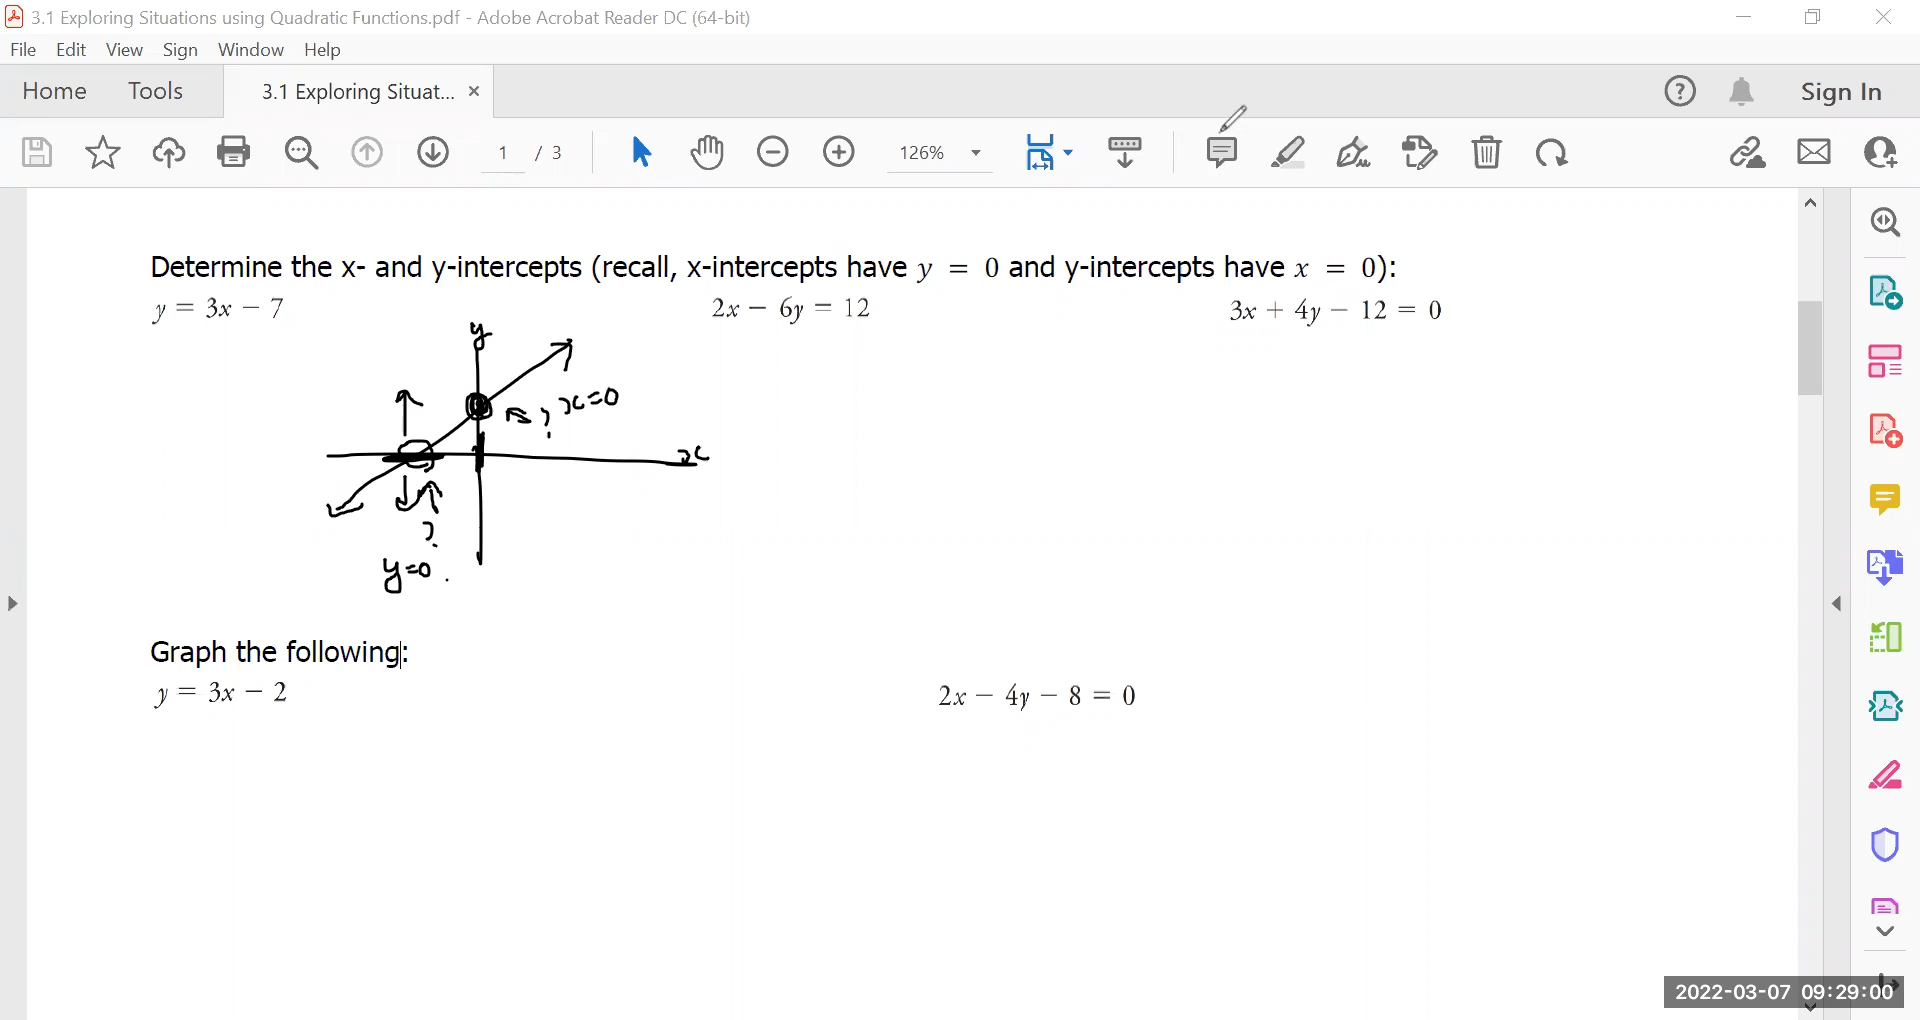 3.1 Exploring Situations using Quadratic Functions.pdf - Adobe Acrobat Reader DC (64-bit)
File Edit View Sign Window Help
Home Tools 3.1 Exploring Situat... × Sign In
1 / 3 126%
Determine the x- and y-intercepts (recall, x-intercepts have y = 0 and y-intercepts have x = 0):
y = 3x − 7 2x − 6y = 12 3x + 4y − 12 = 0
y
? x=0
x
?
y=0
Graph the following:
y = 3x − 2 2x − 4y − 8 = 0
2022-03-07 09:29:00